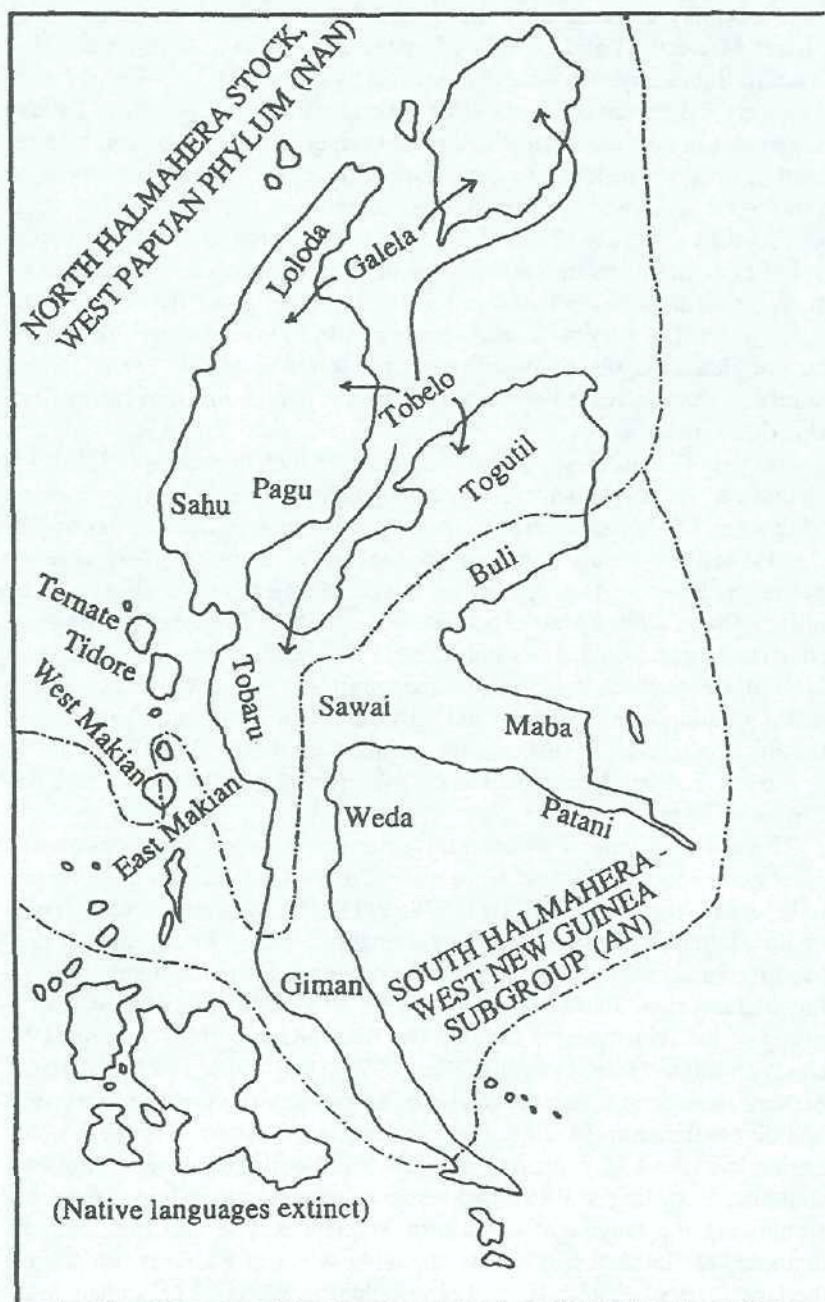 NORTH HALMAHERA STOCK,
WEST PAPUAN PHYLUM (NAN)
Loloda
Galela
Tobelo
Togutil
Sahu
Pagu
Buli
Ternate
Tidore
West Makian
Tobaru
Sawai
Maba
East Makian
Weda
Patani
SOUTH HALMAHERA -
WEST NEW GUINEA
SUBGROUP (AN)
Giman
(Native languages extinct)